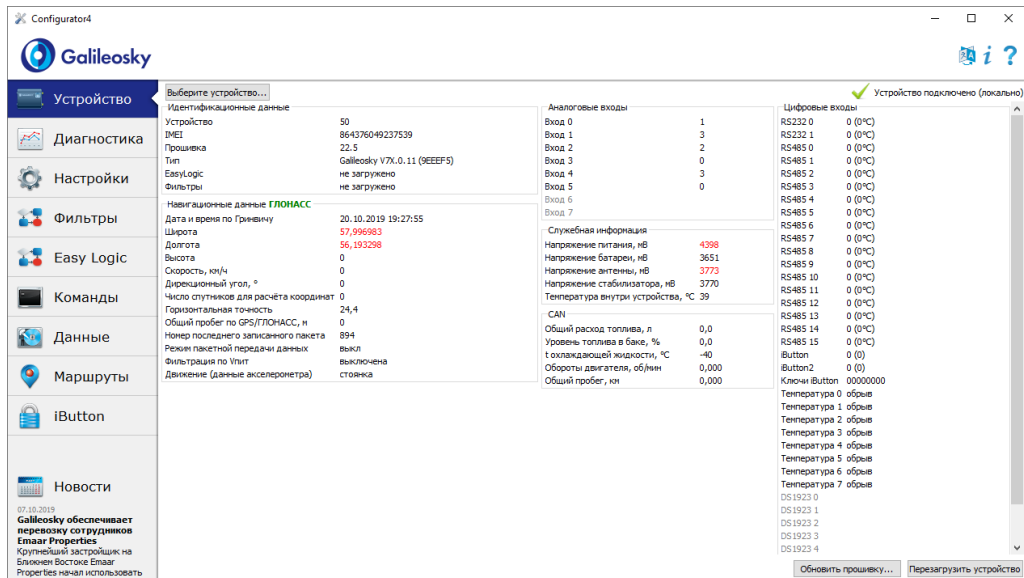 Configurator4
Galileosky
Устройство
Диагностика
Настройки
Фильтры
Easy Logic
Команды
Данные
Маршруты
iButton
Новости
07.10.2019
Galileosky обеспечивает
перевозку сотрудников
Emaar Properties
Крупнейший застройщик на
Ближнем Востоке Emaar
Properties начал использовать
Выберите устройство...
Устройство подключено (локально)
Идентификационные данные
Устройство 50
IMEI 864376049237539
Прошивка 22.5
Тип Galileosky V7X.0.11 (9EEEF5)
EasyLogic не загружено
Фильтры не загружено
Навигационные данные ГЛОНАСС
Дата и время по Гринвичу 20.10.2019 19:27:55
Широта 57,996983
Долгота 56,193298
Высота 0
Скорость, км/ч 0
Дирекционный угол, ° 0
Число спутников для расчёта координат 0
Горизонтальная точность 24,4
Общий пробег по GPS/ГЛОНАСС, м 0
Номер последнего записанного пакета 894
Режим пакетной передачи данных выкл
Фильтрация по Uпит выключена
Движение (данные акселерометра) стоянка
Аналоговые входы
Вход 0 1
Вход 1 3
Вход 2 2
Вход 3 0
Вход 4 3
Вход 5 0
Вход 6
Вход 7
Служебная информация
Напряжение питания, мВ 4398
Напряжение батареи, мВ 3651
Напряжение антенны, мВ 3773
Напряжение стабилизатора, мВ 3770
Температура внутри устройства, °C 39
CAN
Общий расход топлива, л 0,0
Уровень топлива в баке, % 0,0
t охлаждающей жидкости, °C -40
Обороты двигателя, об/мин 0,000
Общий пробег, км 0,000
Цифровые входы
RS232 0 0 (0°C)
RS232 1 0 (0°C)
RS485 0 0 (0°C)
RS485 1 0 (0°C)
RS485 2 0 (0°C)
RS485 3 0 (0°C)
RS485 4 0 (0°C)
RS485 5 0 (0°C)
RS485 6 0 (0°C)
RS485 7 0 (0°C)
RS485 8 0 (0°C)
RS485 9 0 (0°C)
RS485 10 0 (0°C)
RS485 11 0 (0°C)
RS485 12 0 (0°C)
RS485 13 0 (0°C)
RS485 14 0 (0°C)
RS485 15 0 (0°C)
iButton 0 (0)
iButton2 0 (0)
Ключи iButton 00000000
Температура 0 обрыв
Температура 1 обрыв
Температура 2 обрыв
Температура 3 обрыв
Температура 4 обрыв
Температура 5 обрыв
Температура 6 обрыв
Температура 7 обрыв
DS1923 0
DS1923 1
DS1923 2
DS1923 3
DS1923 4
Обновить прошивку...
Перезагрузить устройство